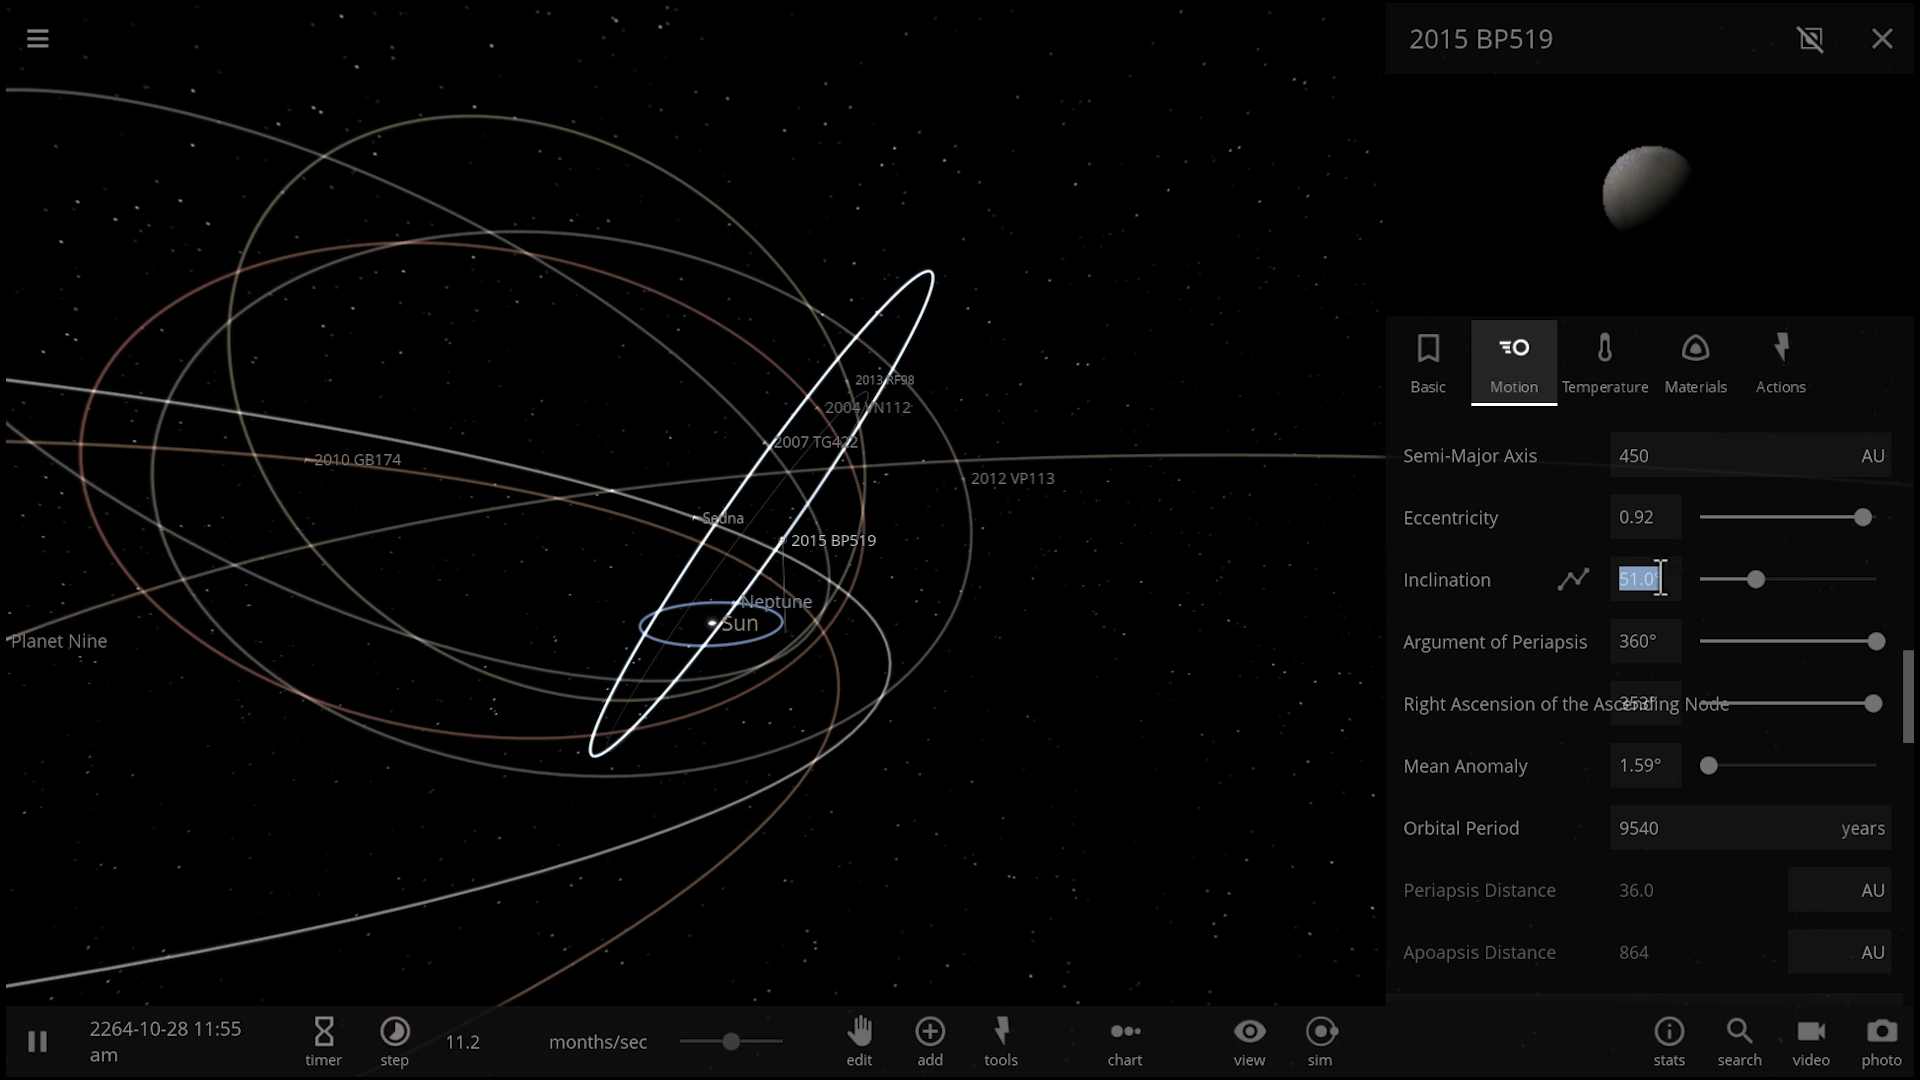 2015 BP519
2013 RF98
2004 VN112
2007 TG422
2010 GB174
2012 VP113
Sedna
2015 BP519
Neptune
Sun
Planet Nine
Basic
Motion
Temperature
Materials
Actions
Semi-Major Axis 450 AU
Eccentricity 0.92
Inclination 51.0°
Argument of Periapsis 360°
Right Ascension of the Ascending Node 353°
Mean Anomaly 1.59°
Orbital Period 9540 years
Periapsis Distance 36.0 AU
Apoapsis Distance 864 AU
2264-10-28 11:55
am
timer
step
11.2 months/sec
edit
add
tools
chart
view
sim
stats
search
video
photo